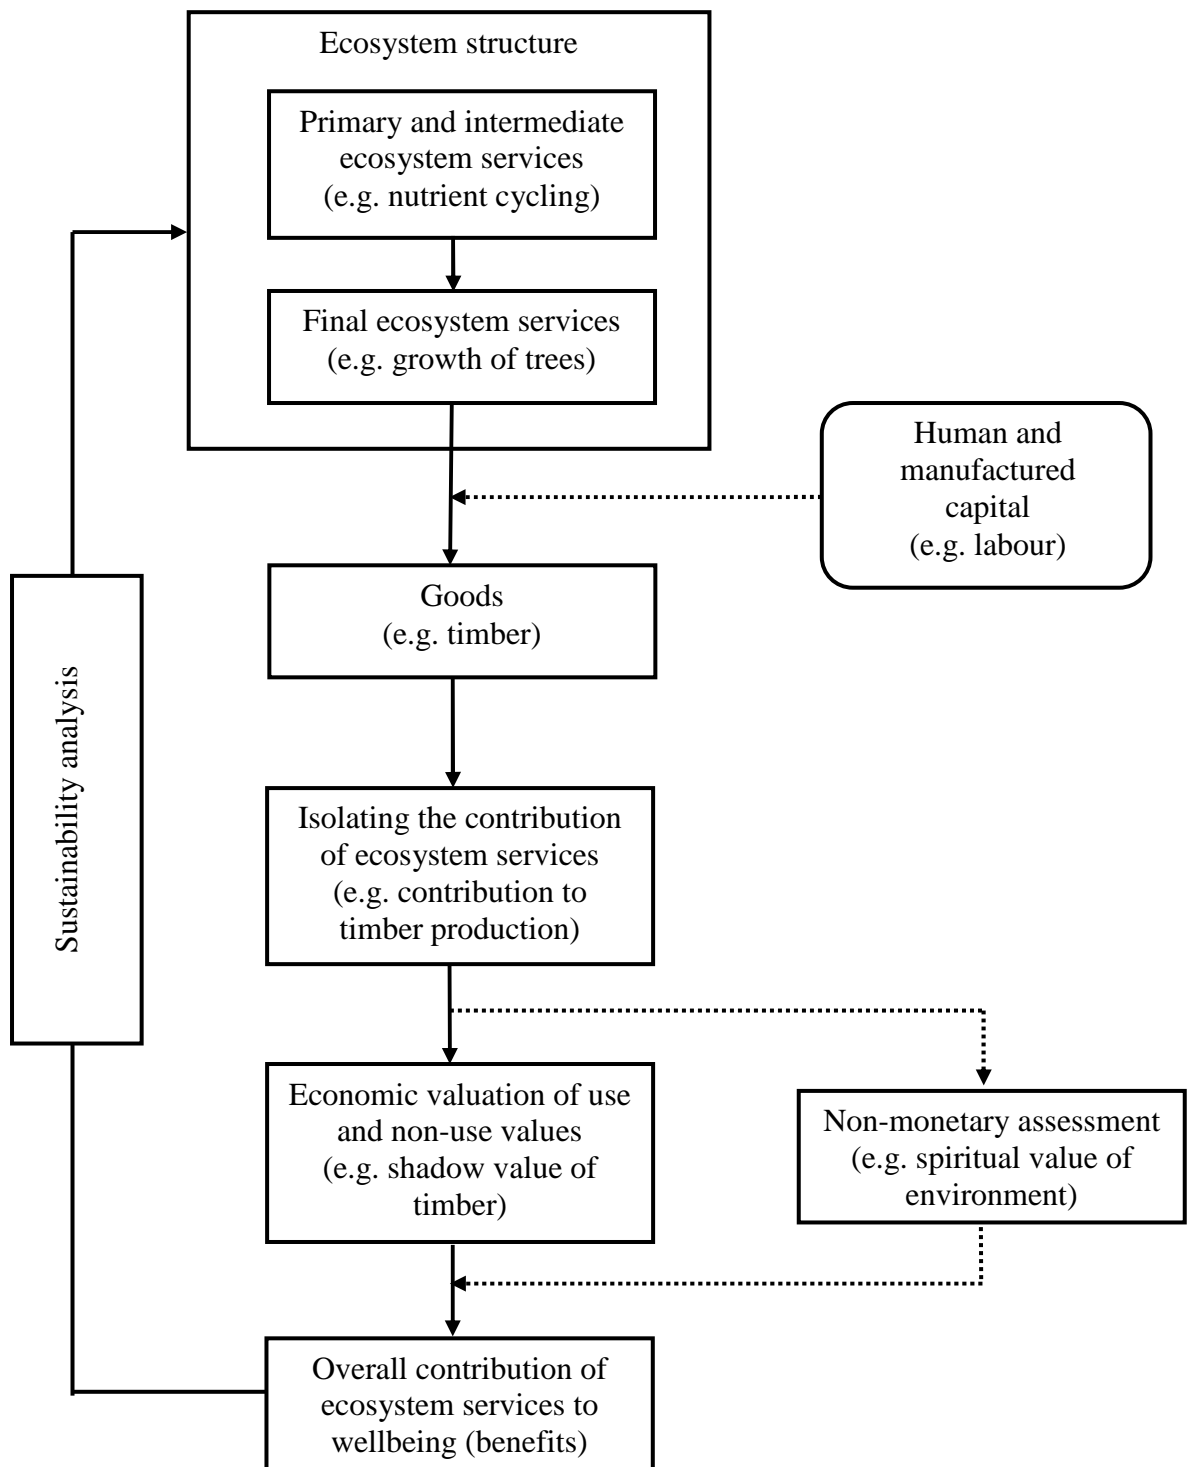 Ecosystem structure
Primary and intermediate
ecosystem services
(e.g. nutrient cycling)
Final ecosystem services
(e.g. growth of trees)
Human and
manufactured
capital
(e.g. labour)
Goods
(e.g. timber)
Sustainability analysis
Isolating the contribution
of ecosystem services
(e.g. contribution to
timber production)
Economic valuation of use
and non-use values
(e.g. shadow value of
timber)
Non-monetary assessment
(e.g. spiritual value of
environment)
Overall contribution of
ecosystem services to
wellbeing (benefits)